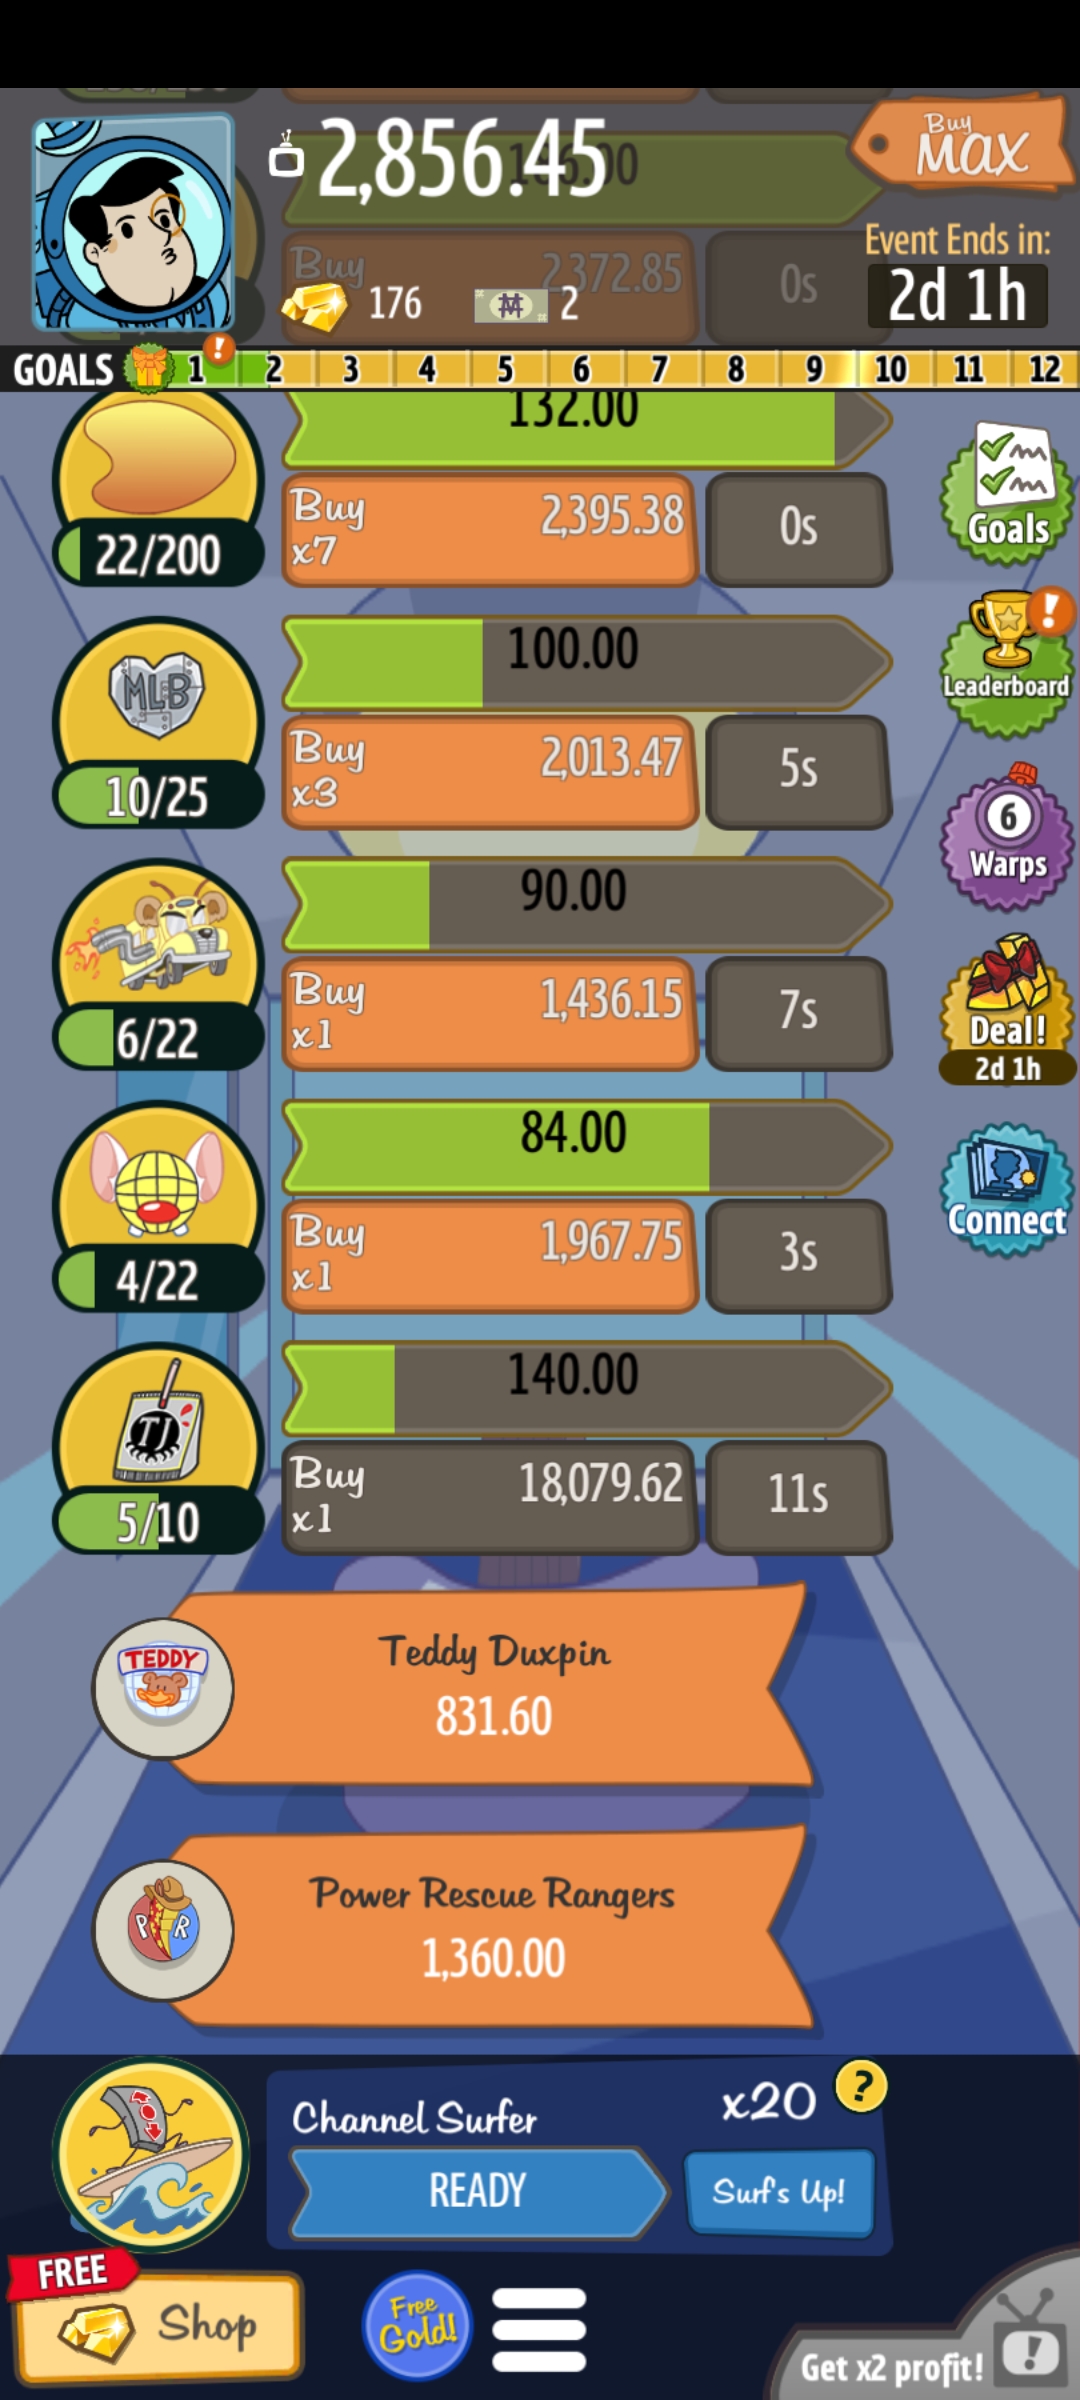 2,856.45
Buy
MAX
Buy
2372.85
0s
Event Ends in:
2d 1h
176
2
GOALS
!
1 2 3 4 5 6 7 8 9 10 11 12
132.00
Buy
x7
2,395.38
0s
22/200
Goals
MLB
100.00
Buy
x3
2,013.47
5s
10/25
!
Leaderboard
90.00
Buy
x1
1,436.15
7s
6/22
6
Warps
84.00
Buy
x1
1,967.75
3s
4/22
Deal!
2d 1h
TJ
140.00
Buy
x1
18,079.62
11s
5/10
Connect
TEDDY
Teddy Duxpin
831.60
P R
Power Rescue Rangers
1,360.00
Channel Surfer
x20
?
READY
Surf's Up!
FREE
Shop
Free
Gold!
Get x2 profit!
!